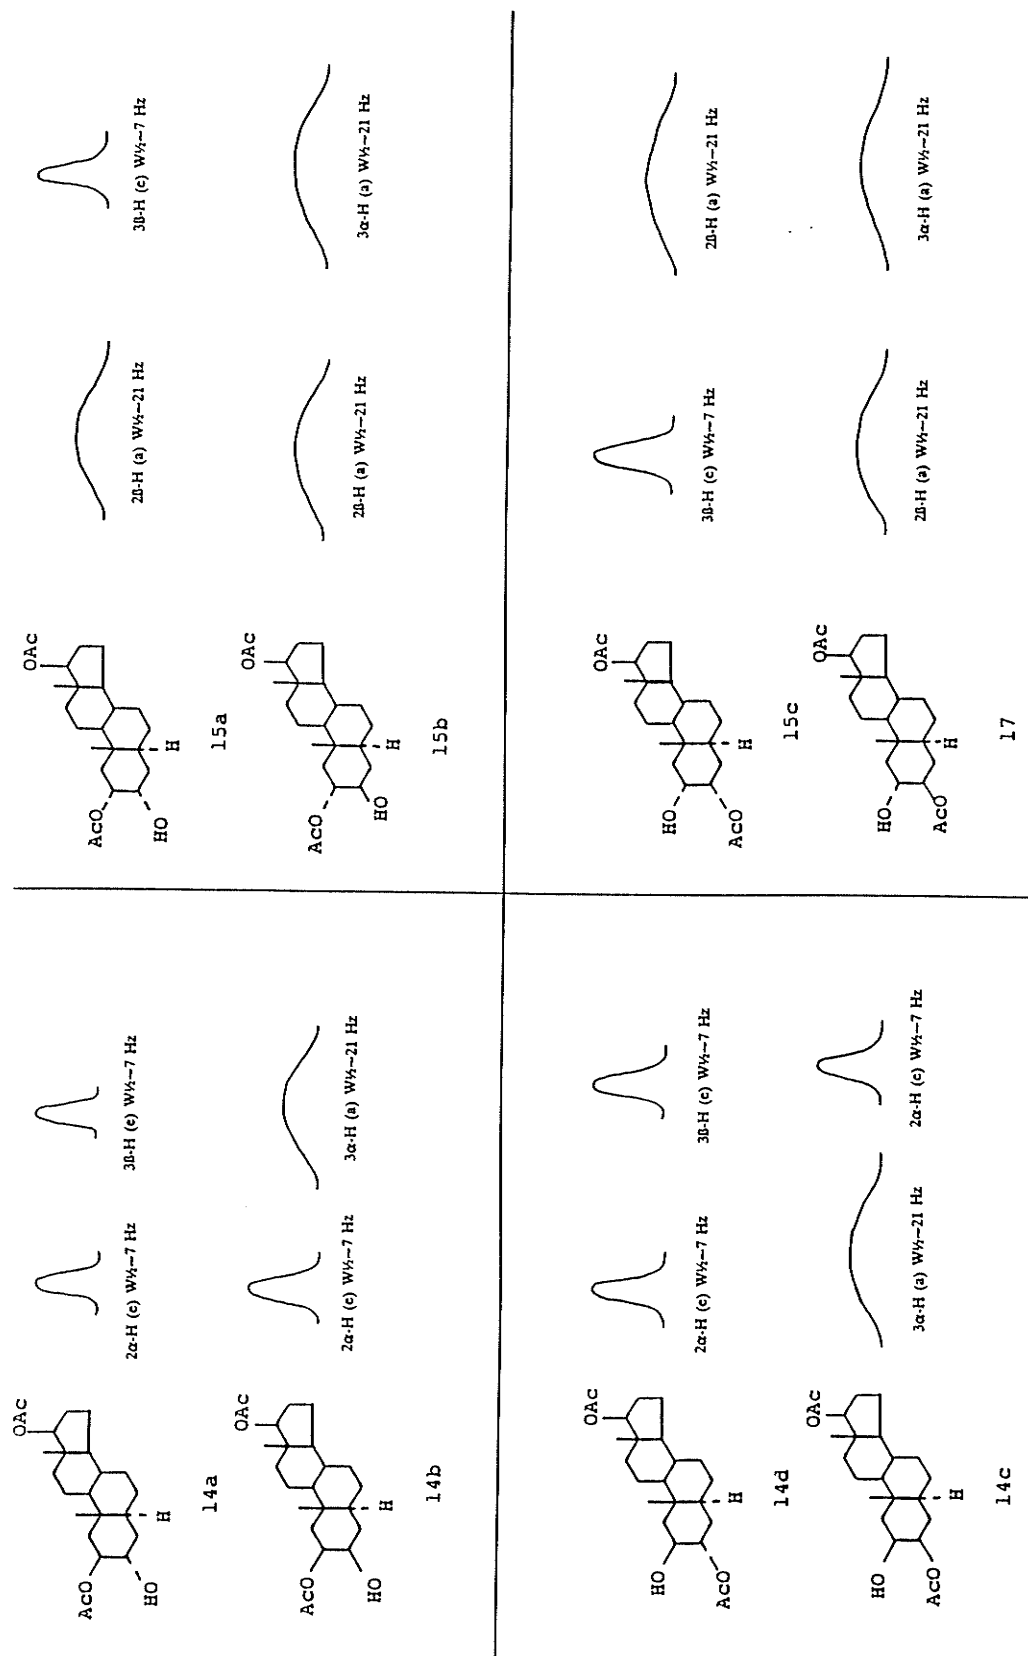 OAc
AcO
HO
H
14a
2α-H (e) W½~7 Hz
3β-H (e) W½~7 Hz
OAc
AcO
HO
H
14b
2α-H (e) W½~7 Hz
3α-H (a) W½~21 Hz
OAc
AcO
HO
H
15a
2β-H (a) W½~21 Hz
3β-H (e) W½~7 Hz
OAc
AcO
HO
H
15b
2β-H (a) W½~21 Hz
3α-H (a) W½~21 Hz
OAc
HO
AcO
H
14d
2α-H (e) W½~7 Hz
3β-H (e) W½~7 Hz
OAc
HO
AcO
H
14c
3α-H (a) W½~21 Hz
2α-H (e) W½~7 Hz
OAc
HO
AcO
H
15c
3β-H (e) W½~7 Hz
2β-H (a) W½~21 Hz
OAc
HO
AcO
H
17
2β-H (a) W½~21 Hz
3α-H (a) W½~21 Hz